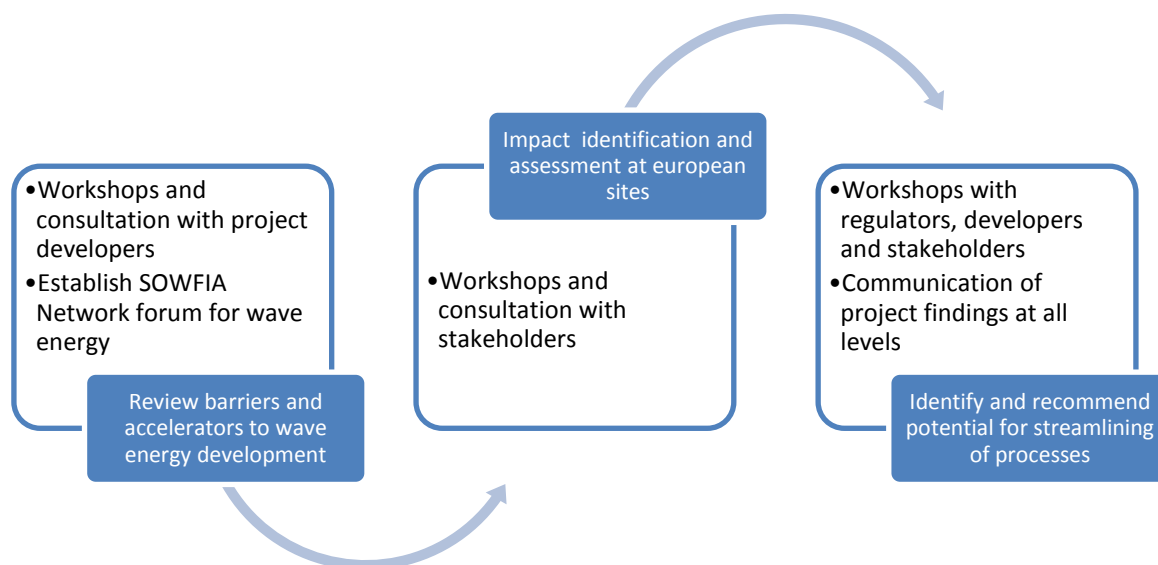 •Workshops and
consultation with project
developers
•Establish SOWFIA
Network forum for wave
energy
Review barriers and
accelerators to wave
energy development
Impact identification and
assessment at european
sites
•Workshops and
consultation with
stakeholders
•Workshops with
regulators, developers
and stakeholders
•Communication of
project findings at all
levels
Identify and recommend
potential for streamlining
of processes